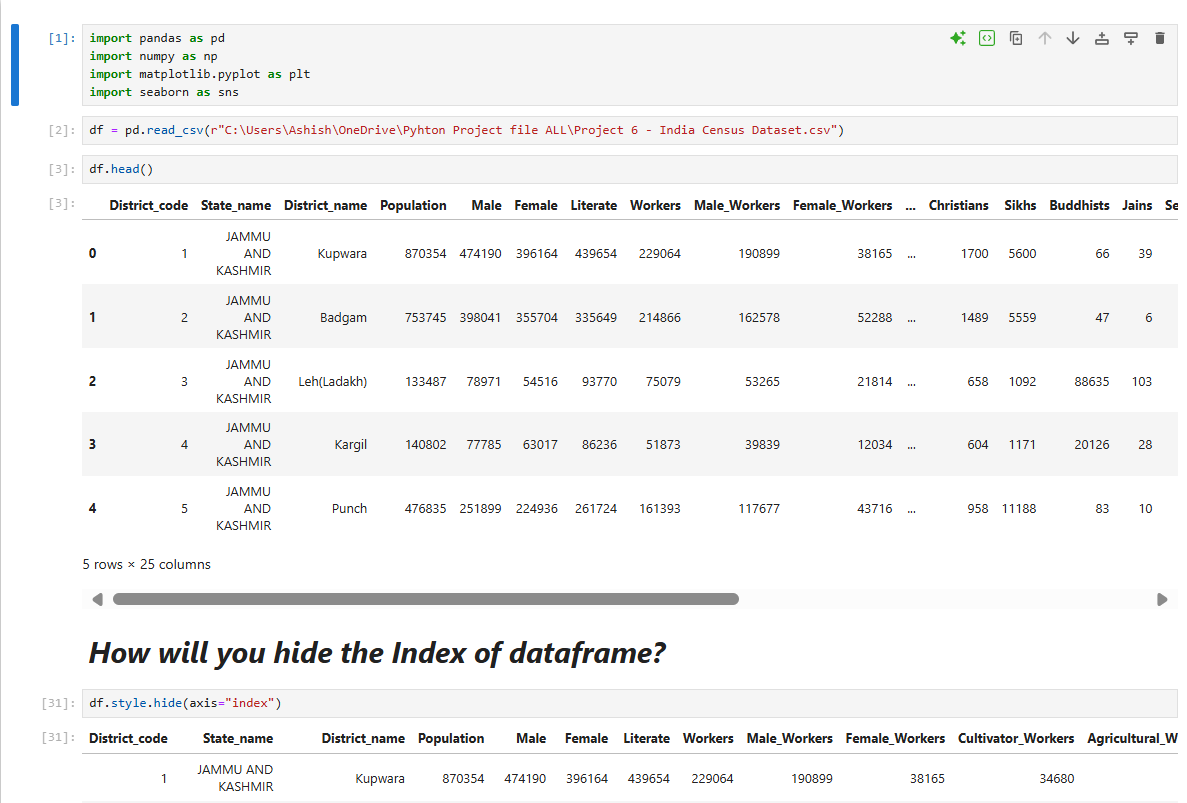 [1]: import pandas as pd
import numpy as np
import matplotlib.pyplot as plt
import seaborn as sns
[2]: df = pd.read_csv(r"C:\Users\Ashish\OneDrive\Pyhton Project file ALL\Project 6 - India Census Dataset.csv")
[3]: df.head()
[3]: District_code State_name District_name Population Male Female Literate Workers Male_Workers Female_Workers ... Christians Sikhs Buddhists Jains Se
0 1 JAMMU AND KASHMIR Kupwara 870354 474190 396164 439654 229064 190899 38165 ... 1700 5600 66 39
1 2 JAMMU AND KASHMIR Badgam 753745 398041 355704 335649 214866 162578 52288 ... 1489 5559 47 6
2 3 JAMMU AND KASHMIR Leh(Ladakh) 133487 78971 54516 93770 75079 53265 21814 ... 658 1092 88635 103
3 4 JAMMU AND KASHMIR Kargil 140802 77785 63017 86236 51873 39839 12034 ... 604 1171 20126 28
4 5 JAMMU AND KASHMIR Punch 476835 251899 224936 261724 161393 117677 43716 ... 958 11188 83 10
5 rows × 25 columns
How will you hide the Index of dataframe?
[31]: df.style.hide(axis="index")
[31]: District_code State_name District_name Population Male Female Literate Workers Male_Workers Female_Workers Cultivator_Workers Agricultural_W
1 JAMMU AND KASHMIR Kupwara 870354 474190 396164 439654 229064 190899 38165 34680